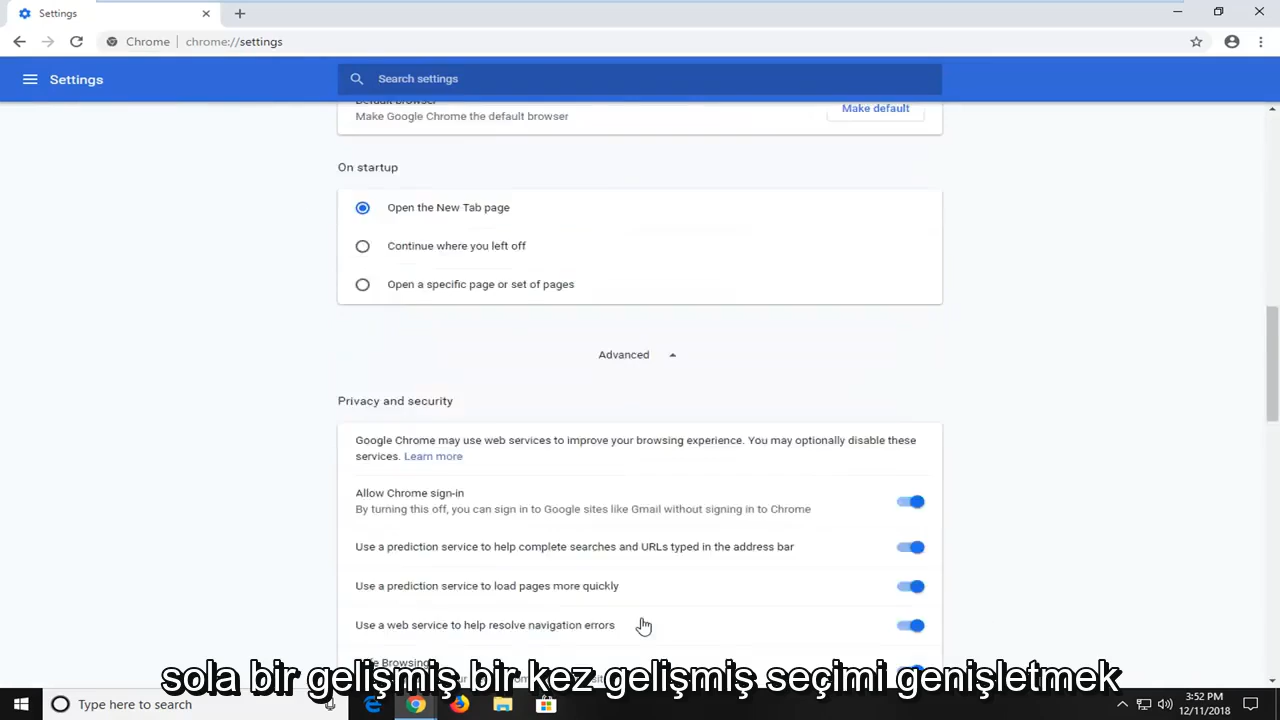 Settings
Chrome
chrome://settings
Settings
Search settings
Default browser
Make default
Make Google Chrome the default browser
On startup
Open the New Tab page
Continue where you left off
Open a specific page or set of pages
Advanced
Privacy and security
Google Chrome may use web services to improve your browsing experience. You may optionally disable these
services. Learn more
Allow Chrome sign-in
By turning this off, you can sign in to Google sites like Gmail without signing in to Chrome
Use a prediction service to help complete searches and URLs typed in the address bar
Use a prediction service to load pages more quickly
Use a web service to help resolve navigation errors
Browsing
sola bir gelişmiş bir kez gelişmiş seçimi genişletmek
Type here to search
3:52 PM
12/11/2018